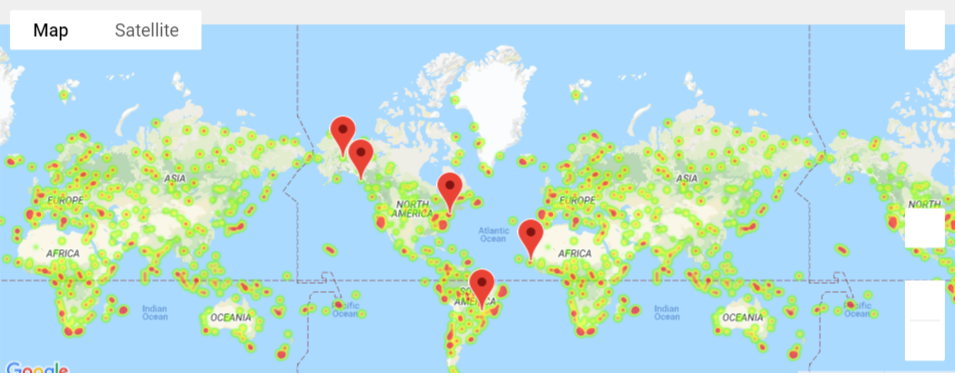 Map Satellite
ASIA
ASIA
EUROPE
NORTH
AMERICA
EUROPE
NORTH
Atlantic
Ocean
AFRICA
AFRICA
Indian
Ocean
OCEANIA
Pacific
Ocean
AMERICA
Indian
Ocean
OCEANIA
Pacific
Ocean
Google